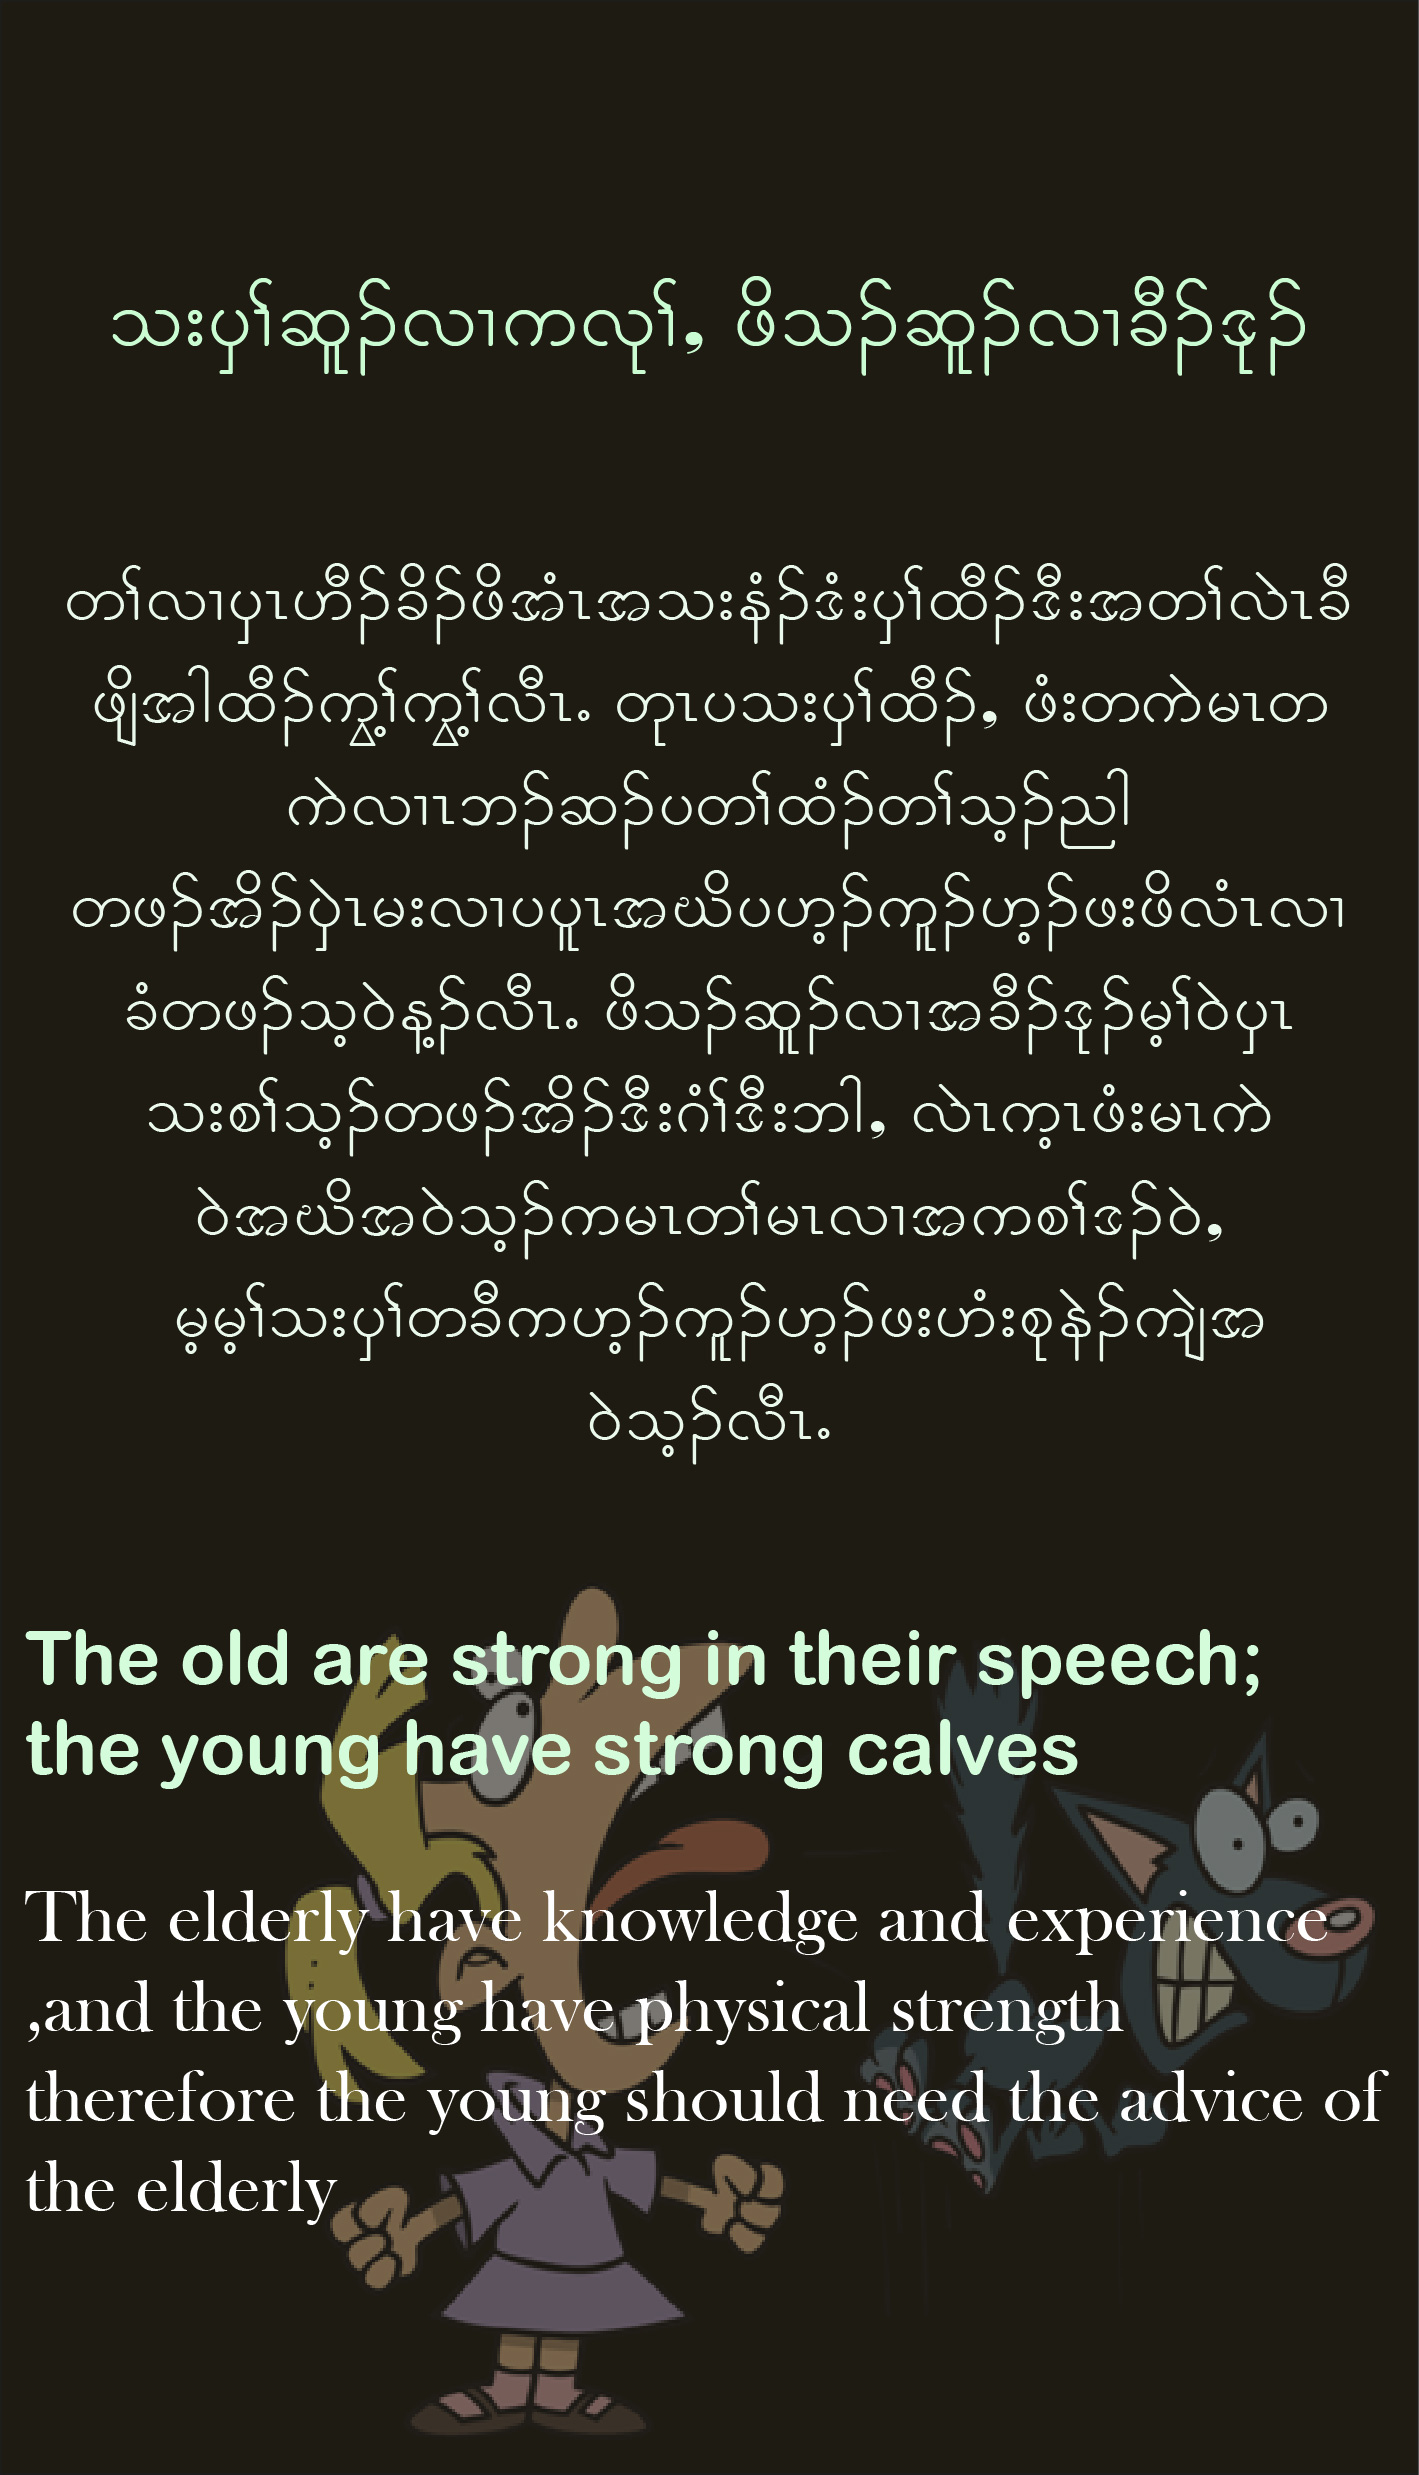 သးပှၢ်ဆူၣ်လၢကလုၢ်, ဖိသၣ်ဆူၣ်လၢခီၣ်ဒုၣ်
တၢ်လၢပှၤဟီၣ်ခိၣ်ဖိအံၤအသးနံၣ်ဒံးပှၢ်ထီၣ်ဒီးအတၢ်လဲၤခီ
ဖျိအါထီၣ်ကွ့ၢ်ကွ့ၢ်လီၤ. တုၤပသးပှၢ်ထီၣ်, ဖံးတကဲမၤတ
ကဲလၢၤဘၣ်ဆၣ်ပတၢ်ထံၣ်တၢ်သ့ၣ်ညါ
တဖၣ်အိၣ်ပှဲၤမးလၢပပူၤအဃိပဟ့ၣ်ကူၣ်ဟ့ၣ်ဖးဖိလံၤလၢ
ခံတဖၣ်သ့ဝဲန့ၣ်လီၤ. ဖိသၣ်ဆူၣ်လၢအခီၣ်ဒုၣ်မ့ၢ်ဝဲပှၤ
သးစၢ်သ့ၣ်တဖၣ်အိၣ်ဒီးဂံၢ်ဒီးဘါ, လဲၤက့ၤဖံးမၤကဲ
ဝဲအဃိအဝဲသ့ၣ်ကမၤတၢ်မၤလၢအကစၢ်ဒၣ်ဝဲ,
မ့မ့ၢ်သးပှၢ်တခီကဟ့ၣ်ကူၣ်ဟ့ၣ်ဖးဟံးစုနဲၣ်ကျဲအ
ဝဲသ့ၣ်လီၤ.
The old are strong in their speech;
the young have strong calves
The elderly have knowledge and experience
,and the young have physical strength
therefore the young should need the advice of
the elderly